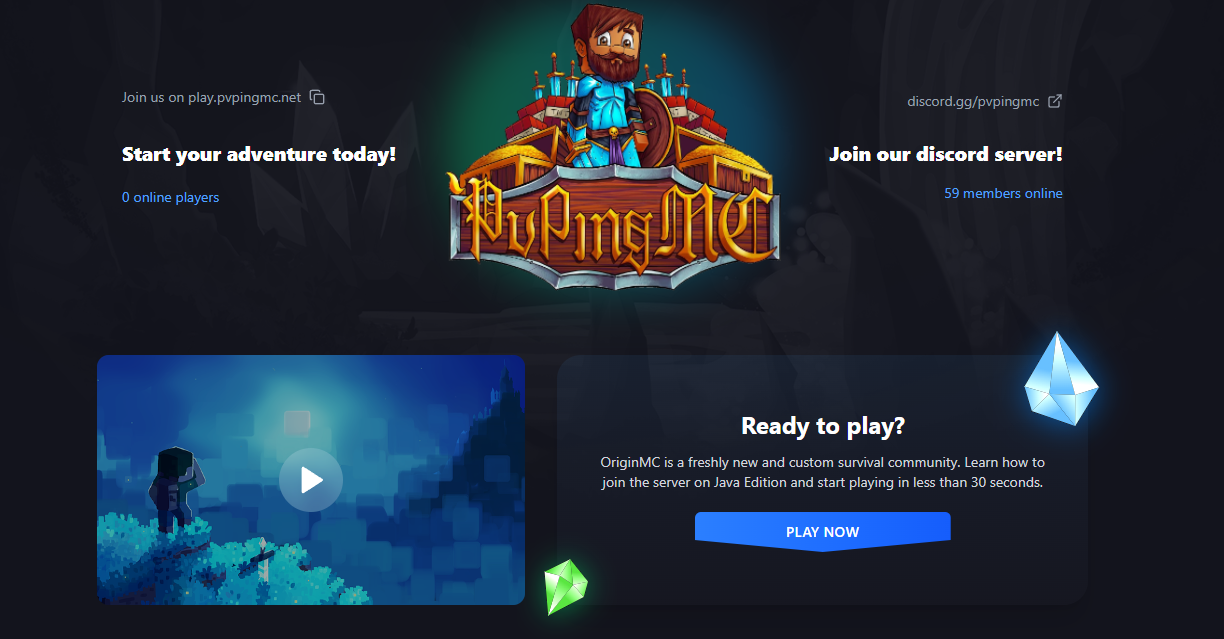 Join us on play.pvpingmc.net
Start your adventure today!
0 online players
PvPingMC
discord.gg/pvpingmc
Join our discord server!
59 members online
Ready to play?
OriginMC is a freshly new and custom survival community. Learn how to
join the server on Java Edition and start playing in less than 30 seconds.
PLAY NOW